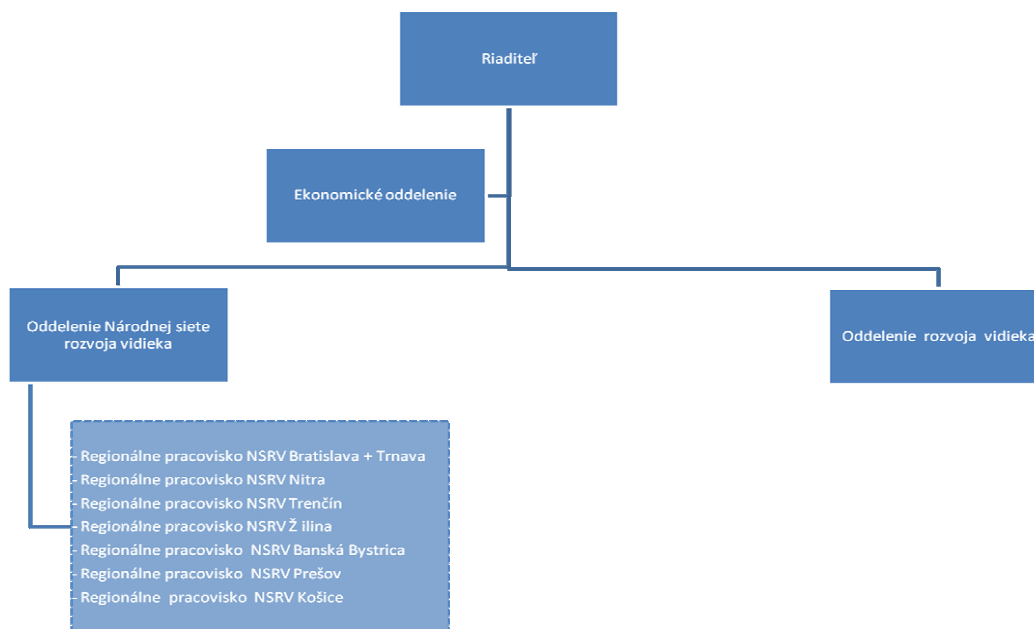 Riaditeľ
Ekonomické oddelenie
Oddelenie Národnej siete
rozvoja vidieka
Oddelenie rozvoja vidieka
- Regionálne pracovisko NSRV Bratislava + Trnava
- Regionálne pracovisko NSRV Nitra
- Regionálne pracovisko NSRV Trenčín
- Regionálne pracovisko NSRV Ž ilina
- Regionálne pracovisko NSRV Banská Bystrica
- Regionálne pracovisko NSRV Prešov
- Regionálne pracovisko NSRV Košice